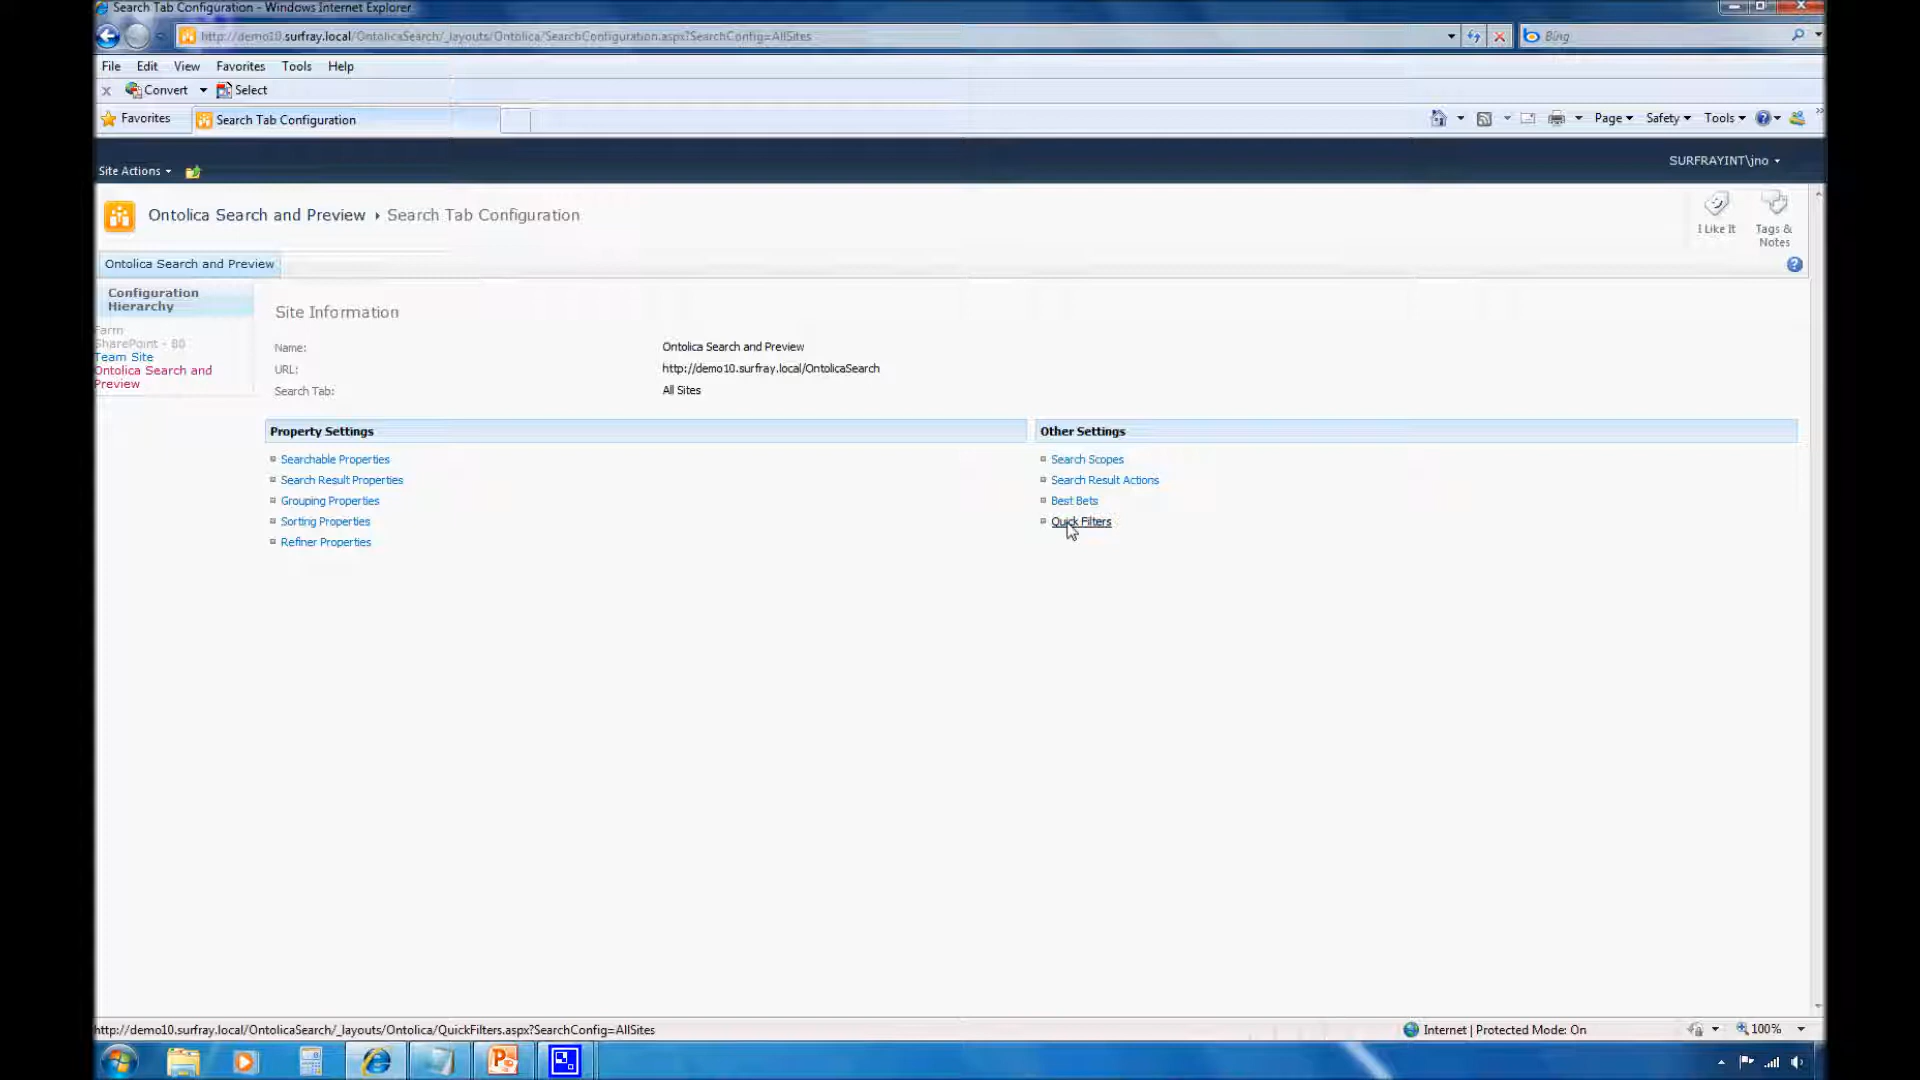 Search Tab Configuration - Windows Internet Explorer
http://demo10.surfray.local/OntolicaSearch/_layouts/Ontolica/SearchConfiguration.aspx?SearchConfig=AllSites
Bing
File Edit View Favorites Tools Help
x Convert Select
Favorites Search Tab Configuration Page Safety Tools
Site Actions SURFRAYINT\jno
Ontolica Search and Preview Search Tab Configuration
I Like It Tags &
Notes
Ontolica Search and Preview
Configuration
Hierarchy
Farm
SharePoint - 80
Team Site
Ontolica Search and
Preview
Site Information
Name: Ontolica Search and Preview
URL: http://demo10.surfray.local/OntolicaSearch
Search Tab: All Sites
Property Settings Other Settings
Searchable Properties Search Scopes
Search Result Properties Search Result Actions
Grouping Properties Best Bets
Sorting Properties Quick Filters
Refiner Properties
http://demo10.surfray.local/OntolicaSearch/_layouts/Ontolica/QuickFilters.aspx?SearchConfig=AllSites Internet | Protected Mode: On 100%